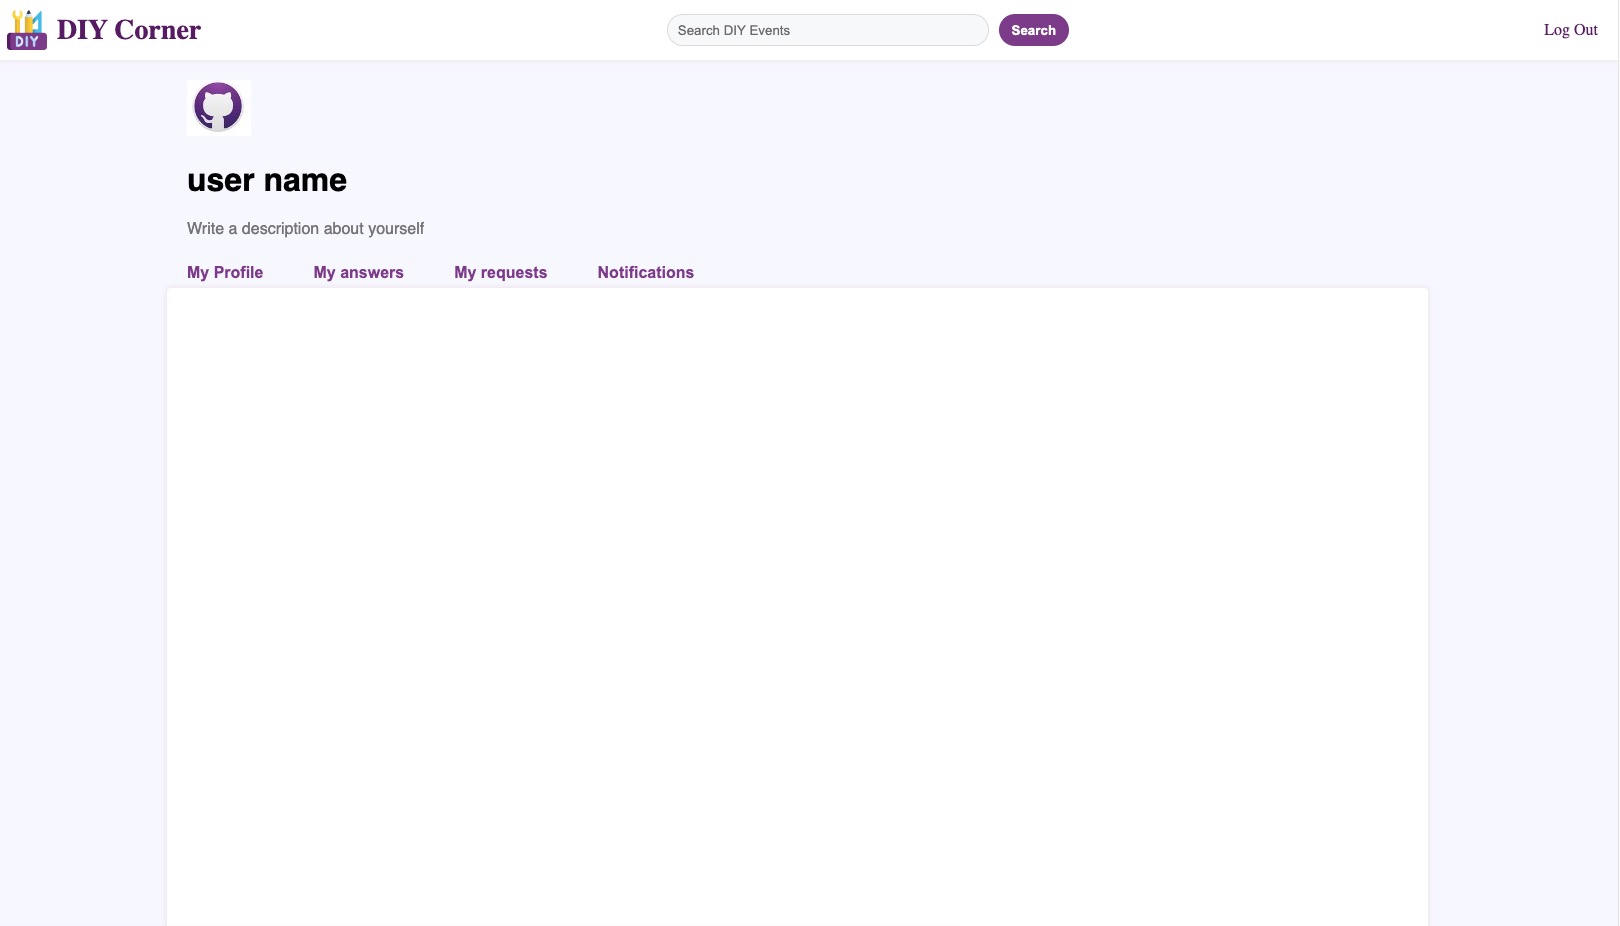 DIY DIY Corner Search DIY Events Search Log Out
user name
Write a description about yourself
My Profile My answers My requests Notifications